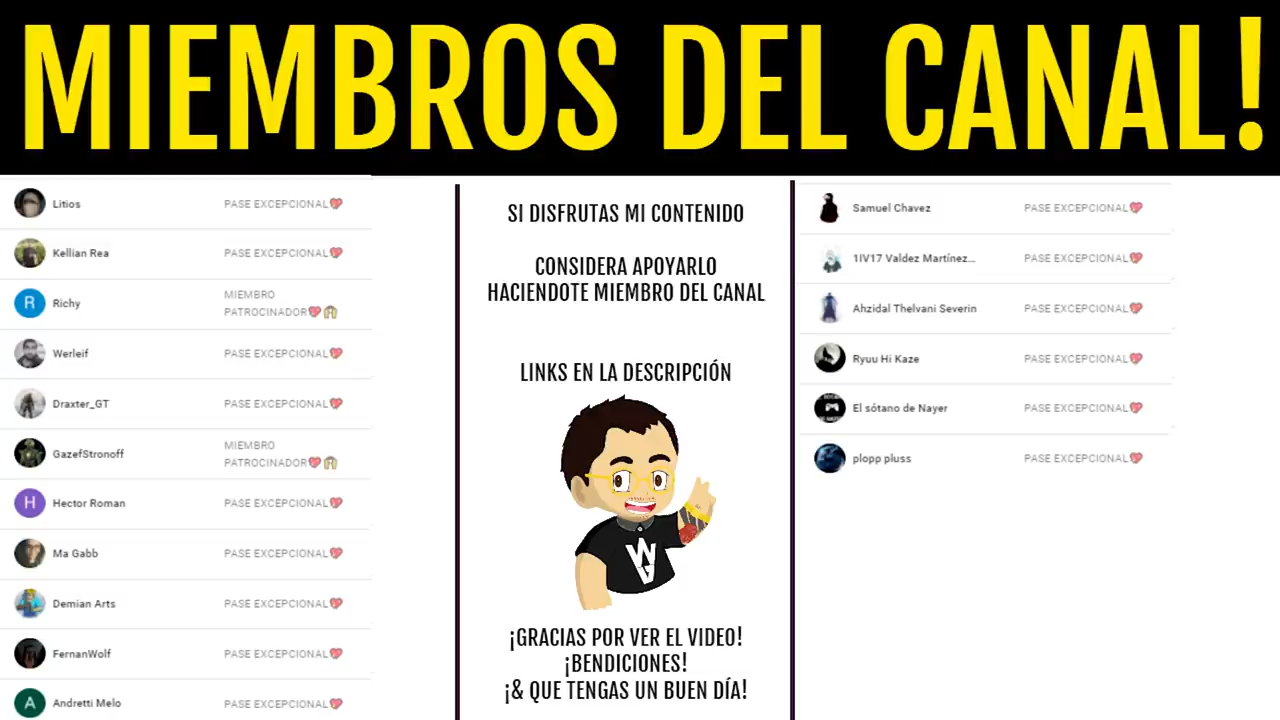 MIEMBROS DEL CANAL!
Litios PASE EXCEPCIONAL💖
Kellian Rea PASE EXCEPCIONAL💖
R Richy MIEMBRO
PATROCINADOR💖
Werleif PASE EXCEPCIONAL💖
Draxter_GT PASE EXCEPCIONAL💖
GazefStronoff MIEMBRO
PATROCINADOR💖
H Hector Roman PASE EXCEPCIONAL💖
Ma Gabb PASE EXCEPCIONAL💖
Demian Arts PASE EXCEPCIONAL💖
FernanWolf PASE EXCEPCIONAL💖
A Andretti Melo PASE EXCEPCIONAL💖
SI DISFRUTAS MI CONTENIDO
CONSIDERA APOYARLO
HACIENDOTE MIEMBRO DEL CANAL
LINKS EN LA DESCRIPCIÓN
¡GRACIAS POR VER EL VIDEO!
¡BENDICIONES!
¡& QUE TENGAS UN BUEN DÍA!
Samuel Chavez PASE EXCEPCIONAL💖
1IV17 Valdez Martínez... PASE EXCEPCIONAL💖
Ahzidal Thelvani Severin PASE EXCEPCIONAL💖
Ryuu Hi Kaze PASE EXCEPCIONAL💖
El sótano de Nayer PASE EXCEPCIONAL💖
plopp pluss PASE EXCEPCIONAL💖